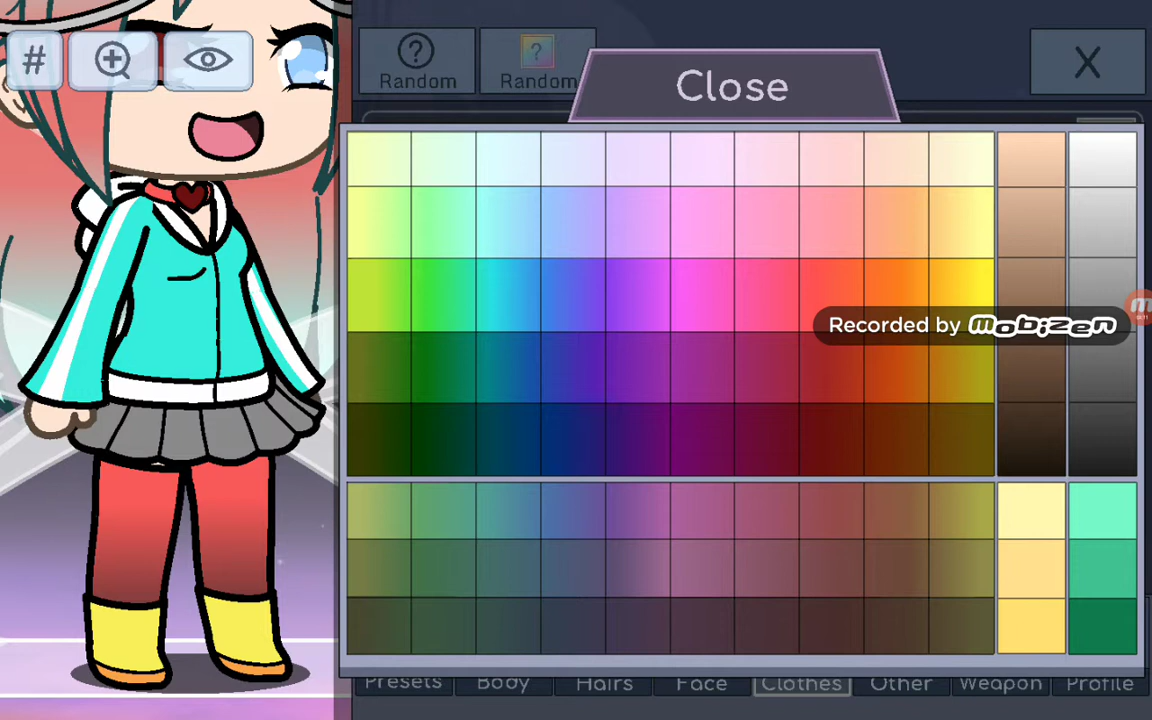 #
Random
Random
Close
X
Recorded by mobizen
Presets Body Hairs Face Clothes Other Weapon Profile